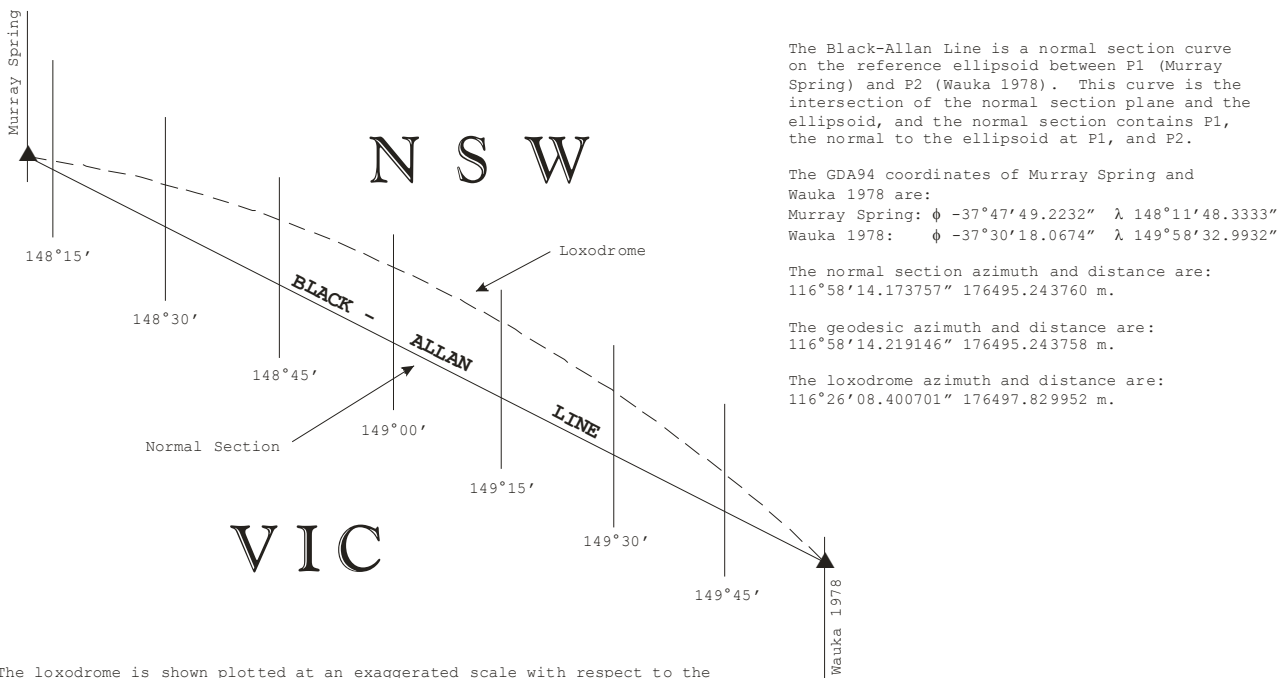 Murray Spring
N S W
148°15′
148°30′
148°45′
149°00′
149°15′
149°30′
149°45′
Loxodrome
BLACK - ALLAN LINE
Normal Section
VIC
Wauka 1978
The Black-Allan Line is a normal section curve
on the reference ellipsoid between P1 (Murray
Spring) and P2 (Wauka 1978). This curve is the
intersection of the normal section plane and the
ellipsoid, and the normal section contains P1,
the normal to the ellipsoid at P1, and P2.
The GDA94 coordinates of Murray Spring and
Wauka 1978 are:
Murray Spring: ϕ -37°47′49.2232″ λ 148°11′48.3333″
Wauka 1978: ϕ -37°30′18.0674″ λ 149°58′32.9932″
The normal section azimuth and distance are:
116°58′14.173757″ 176495.243760 m.
The geodesic azimuth and distance are:
116°58′14.219146″ 176495.243758 m.
The loxodrome azimuth and distance are:
116°26′08.400701″ 176497.829952 m.
The loxodrome is shown plotted at an exaggerated scale with respect to the